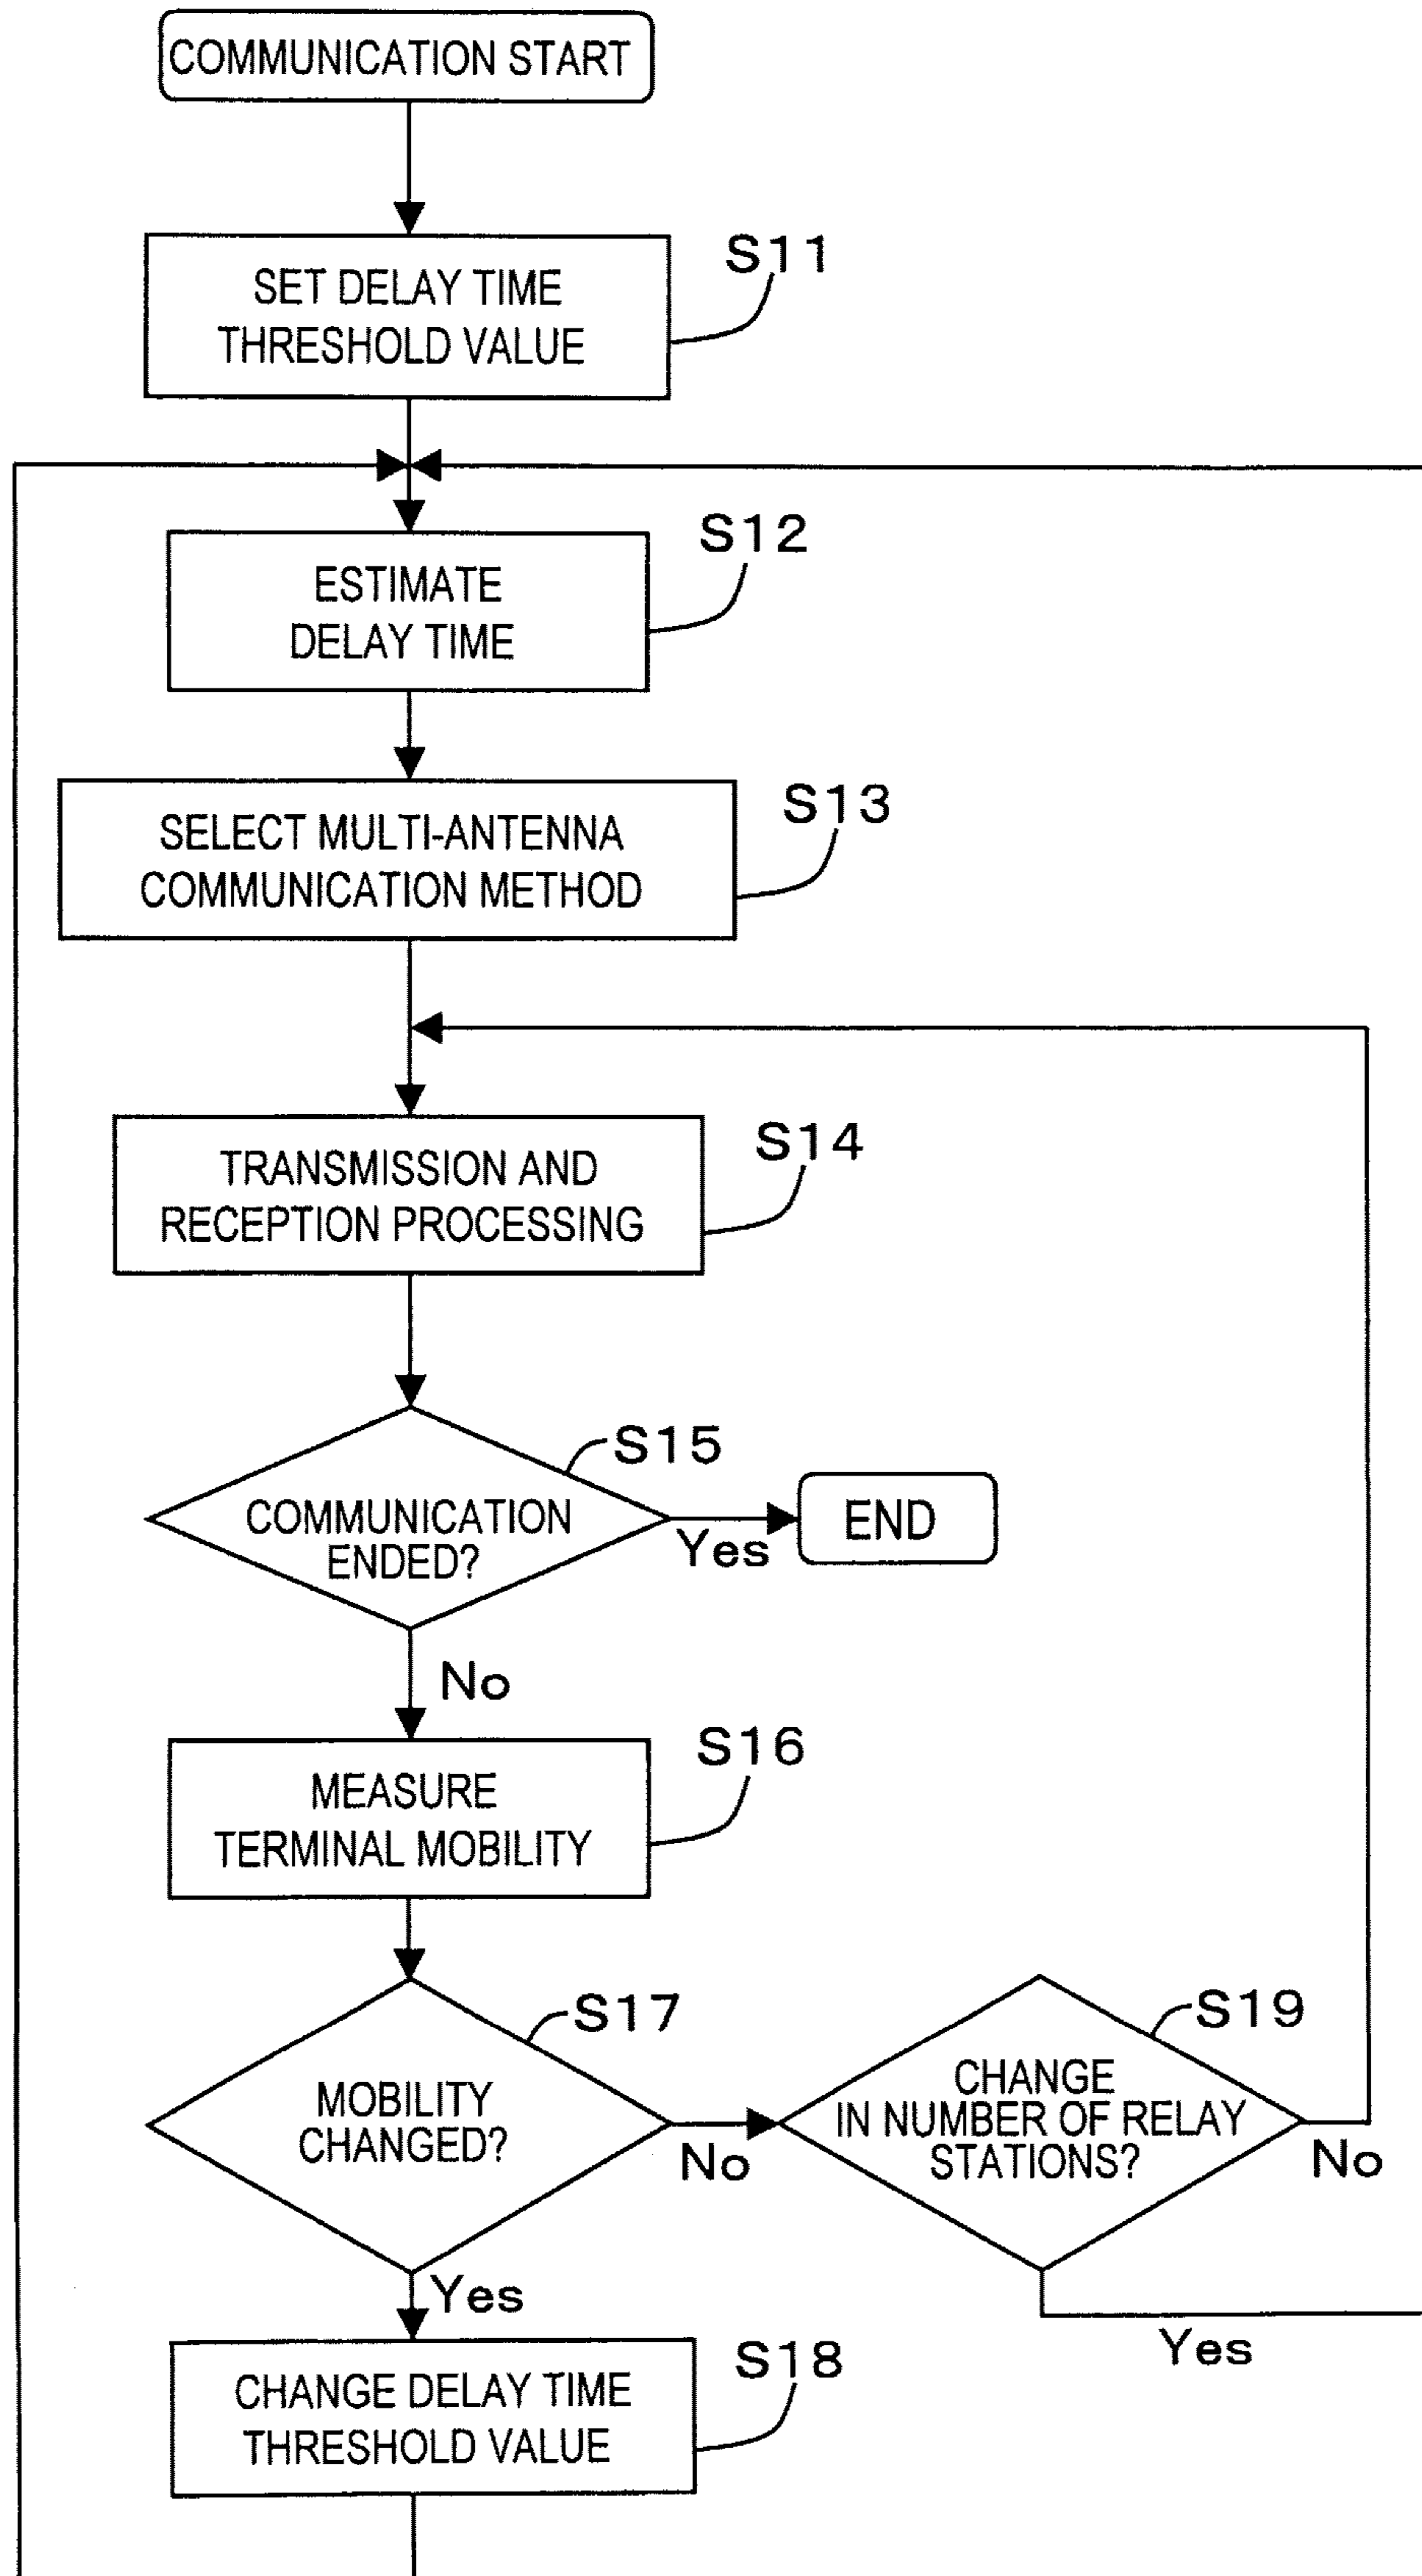 COMMUNICATION START
SET DELAY TIME
THRESHOLD VALUE
S11
ESTIMATE
DELAY TIME
S12
SELECT MULTI-ANTENNA
COMMUNICATION METHOD
S13
TRANSMISSION AND
RECEPTION PROCESSING
S14
COMMUNICATION
ENDED?
S15
Yes
END
No
MEASURE
TERMINAL MOBILITY
S16
MOBILITY
CHANGED?
S17
No
CHANGE
IN NUMBER OF RELAY
STATIONS?
S19
No
Yes
Yes
CHANGE DELAY TIME
THRESHOLD VALUE
S18